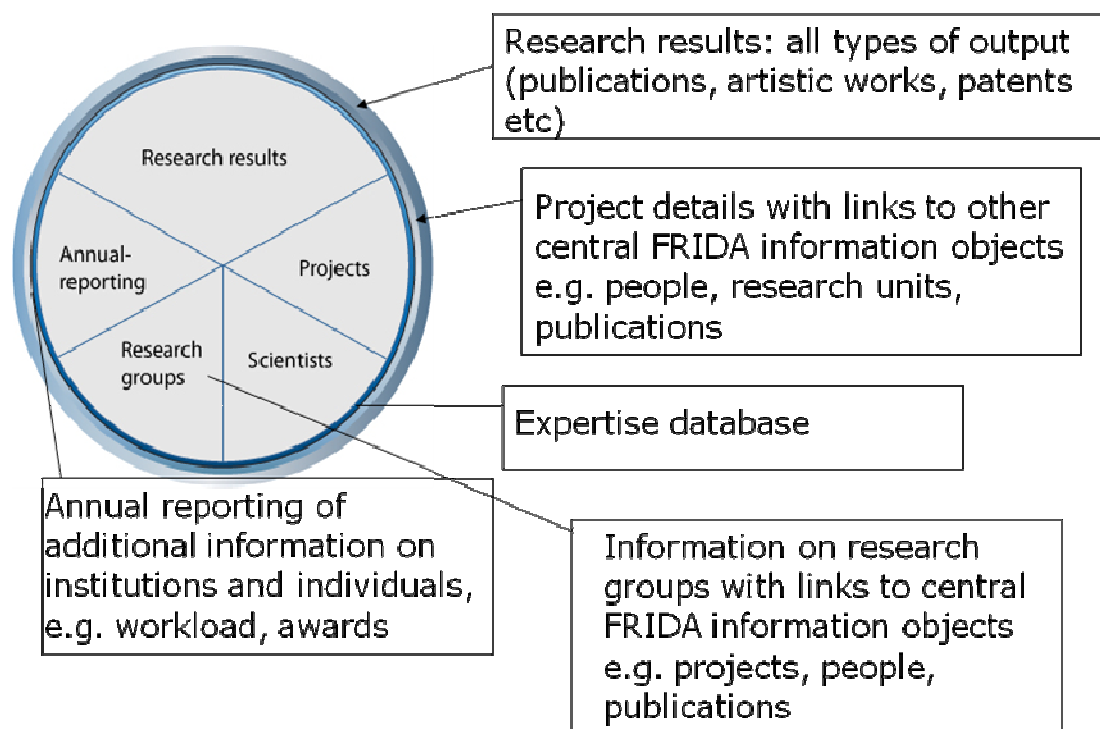 Research results: all types of output
(publications, artistic works, patents
etc)
Research results
Project details with links to other
central FRIDA information objects
e.g. people, research units,
publications
Annual-
reporting
Projects
Research
groups
Scientists
Expertise database
Annual reporting of
additional information on
institutions and individuals,
e.g. workload, awards
Information on research
groups with links to central
FRIDA information objects
e.g. projects, people,
publications